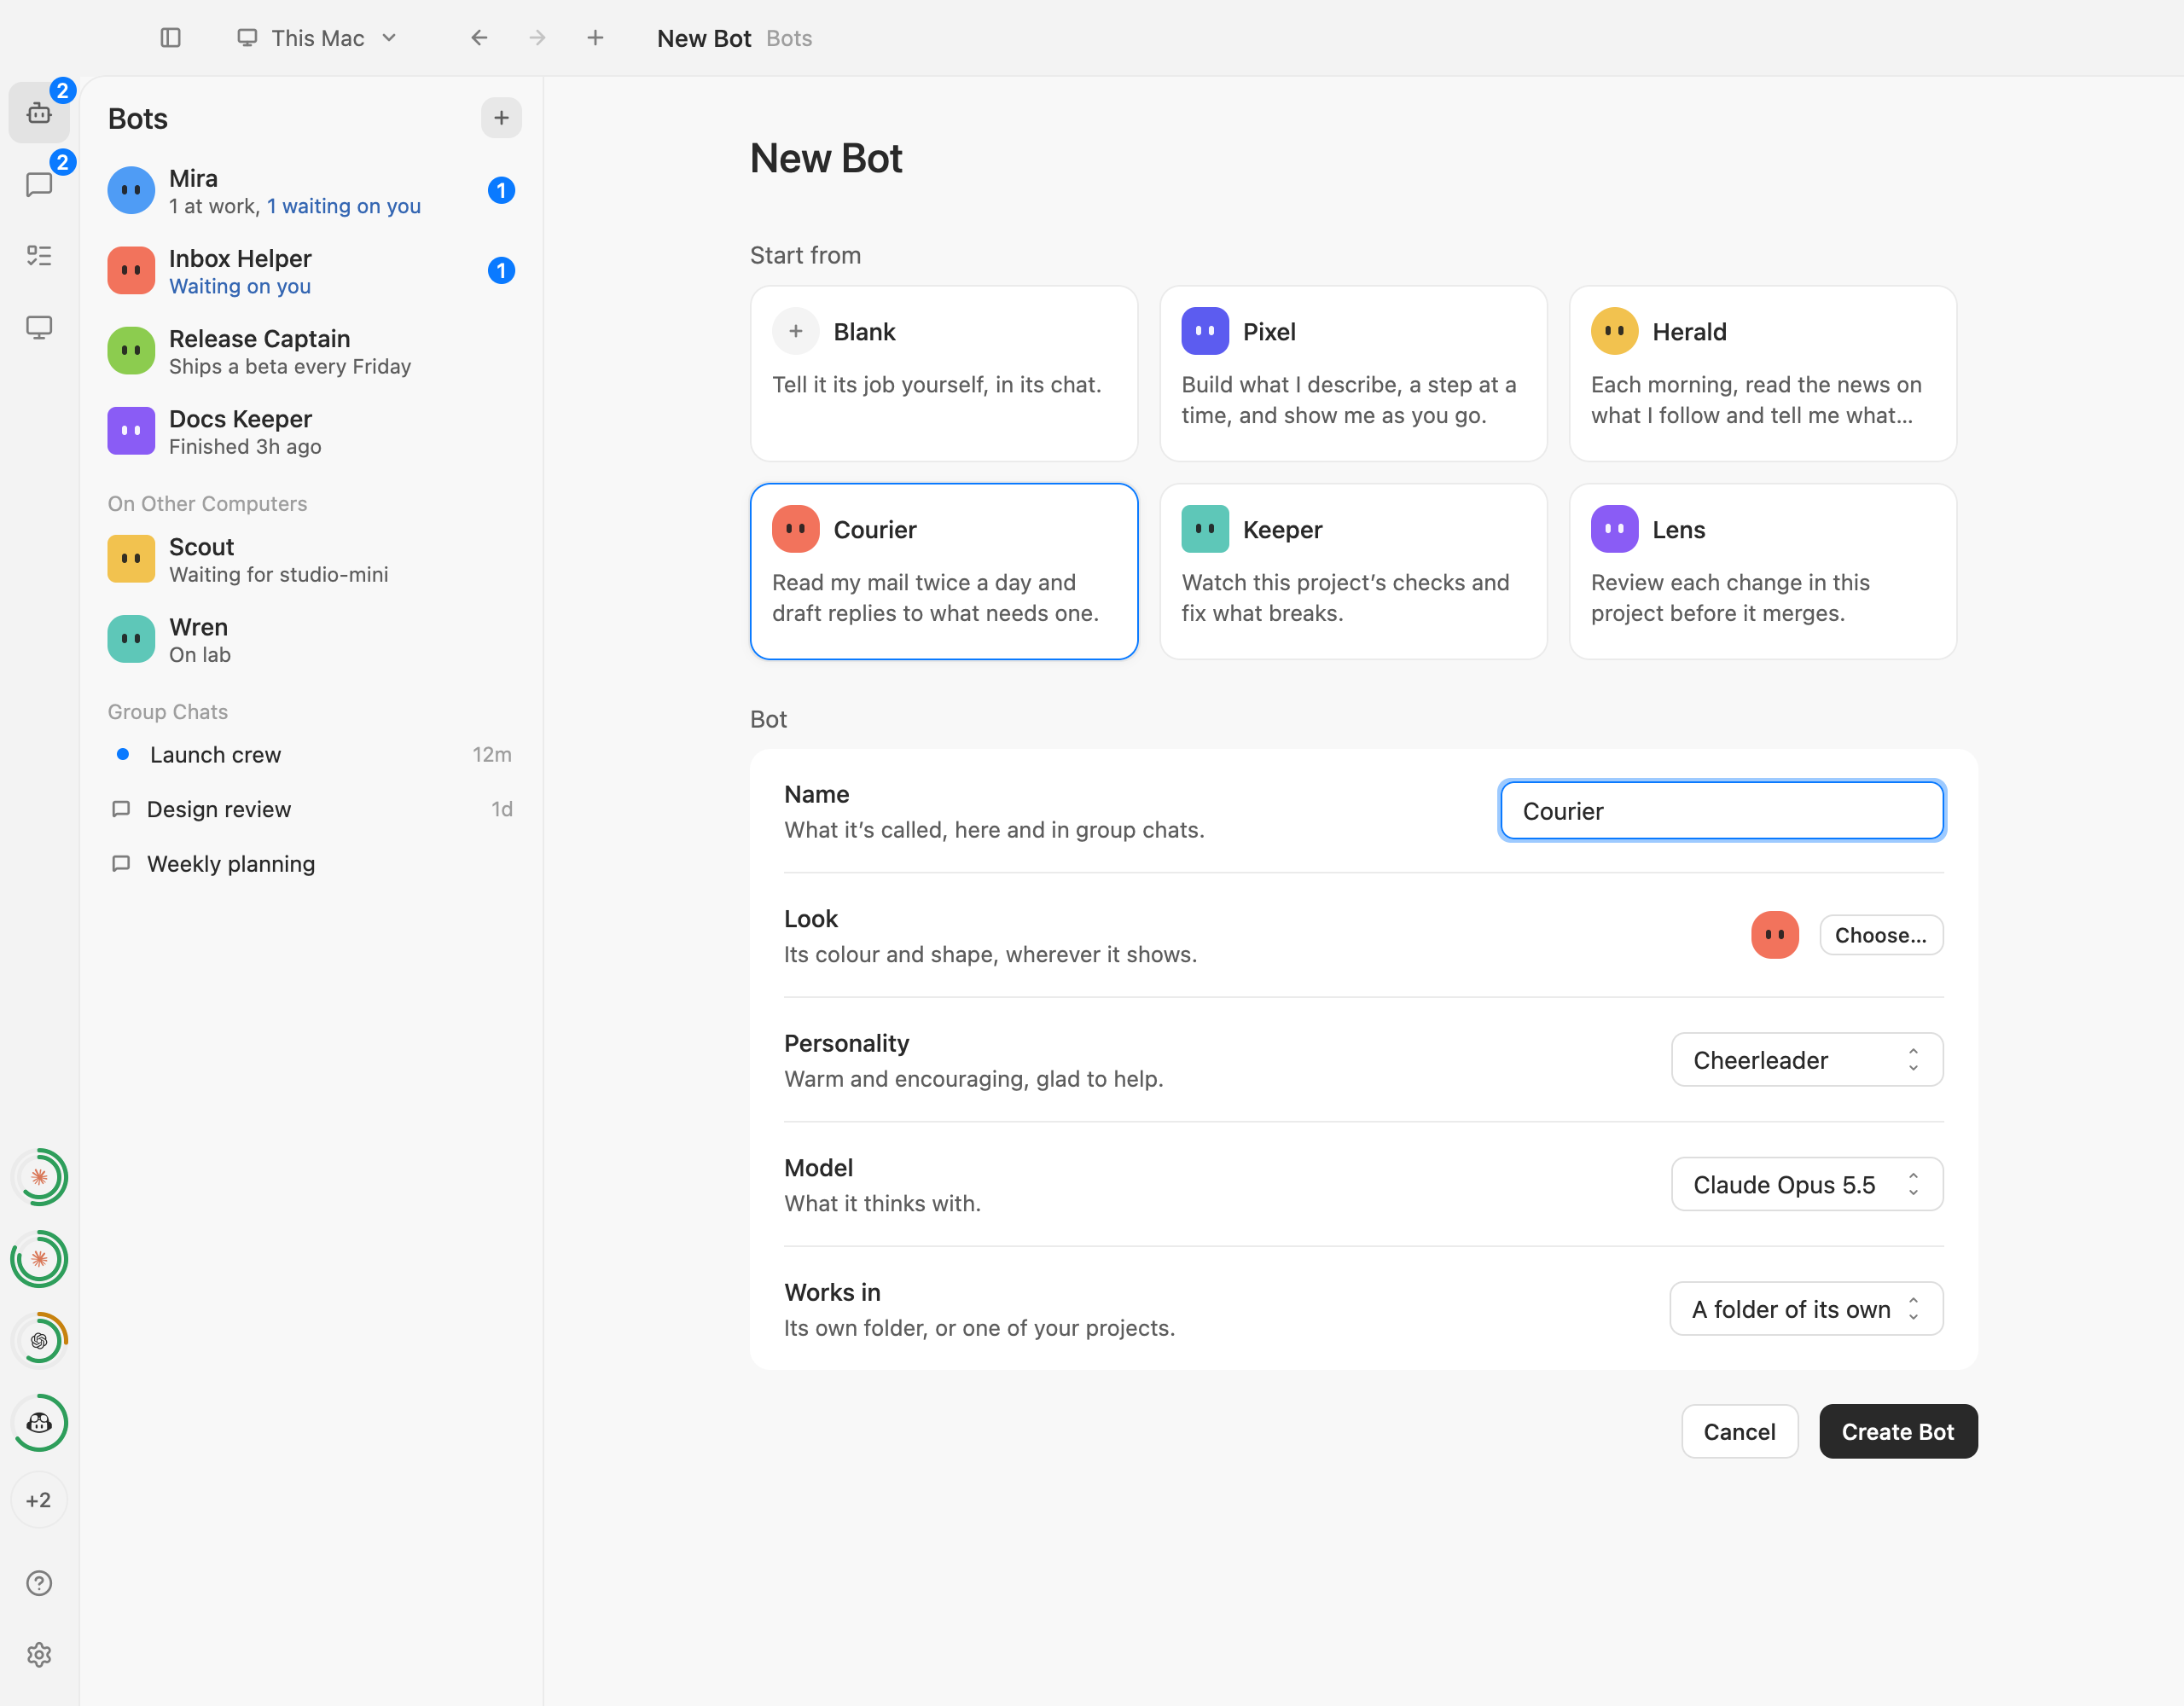 This Mac
New Bot Bots
2
2
Bots
Mira
1 at work, 1 waiting on you
1
Inbox Helper
Waiting on you
1
Release Captain
Ships a beta every Friday
Docs Keeper
Finished 3h ago
On Other Computers
Scout
Waiting for studio-mini
Wren
On lab
Group Chats
Launch crew 12m
Design review 1d
Weekly planning
+2
New Bot
Start from
Blank
Tell it its job yourself, in its chat.
Pixel
Build what I describe, a step at a
time, and show me as you go.
Herald
Each morning, read the news on
what I follow and tell me what...
Courier
Read my mail twice a day and
draft replies to what needs one.
Keeper
Watch this project’s checks and
fix what breaks.
Lens
Review each change in this
project before it merges.
Bot
Name
What it’s called, here and in group chats.
Courier
Look
Its colour and shape, wherever it shows.
Choose...
Personality
Warm and encouraging, glad to help.
Cheerleader
Model
What it thinks with.
Claude Opus 5.5
Works in
Its own folder, or one of your projects.
A folder of its own
Cancel
Create Bot